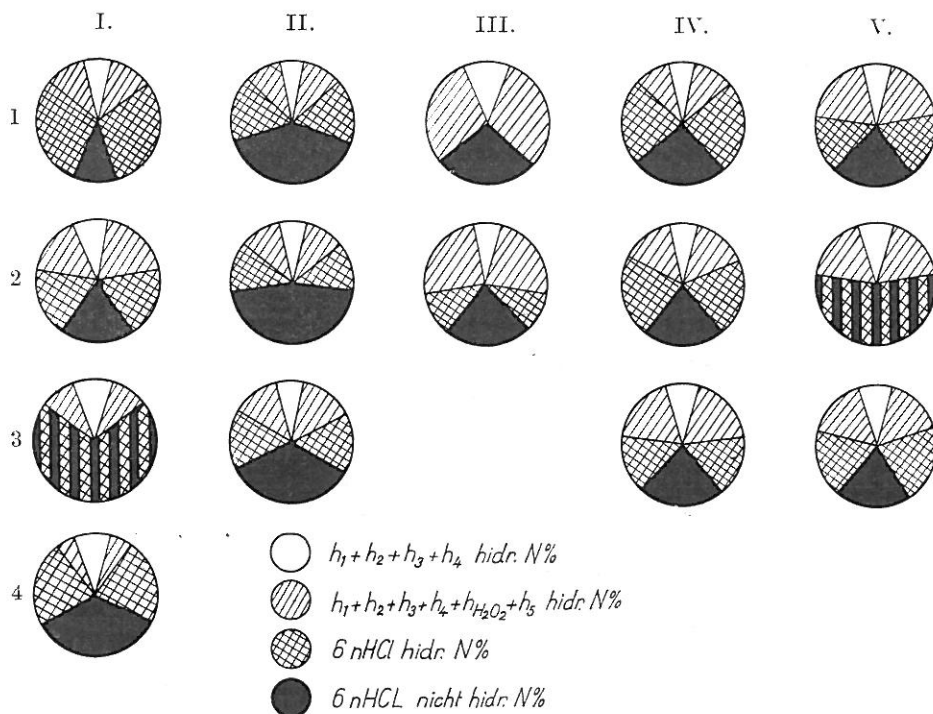 I. II. III. IV. V.
1
2
3
4
h₁ + h₂ + h₃ + h₄ hidr. N%
h₁ + h₂ + h₃ + h₄ + h_H₂O₂ + h₅ hidr. N%
6 nHCl hidr. N%
6 nHCL nicht hidr. N%